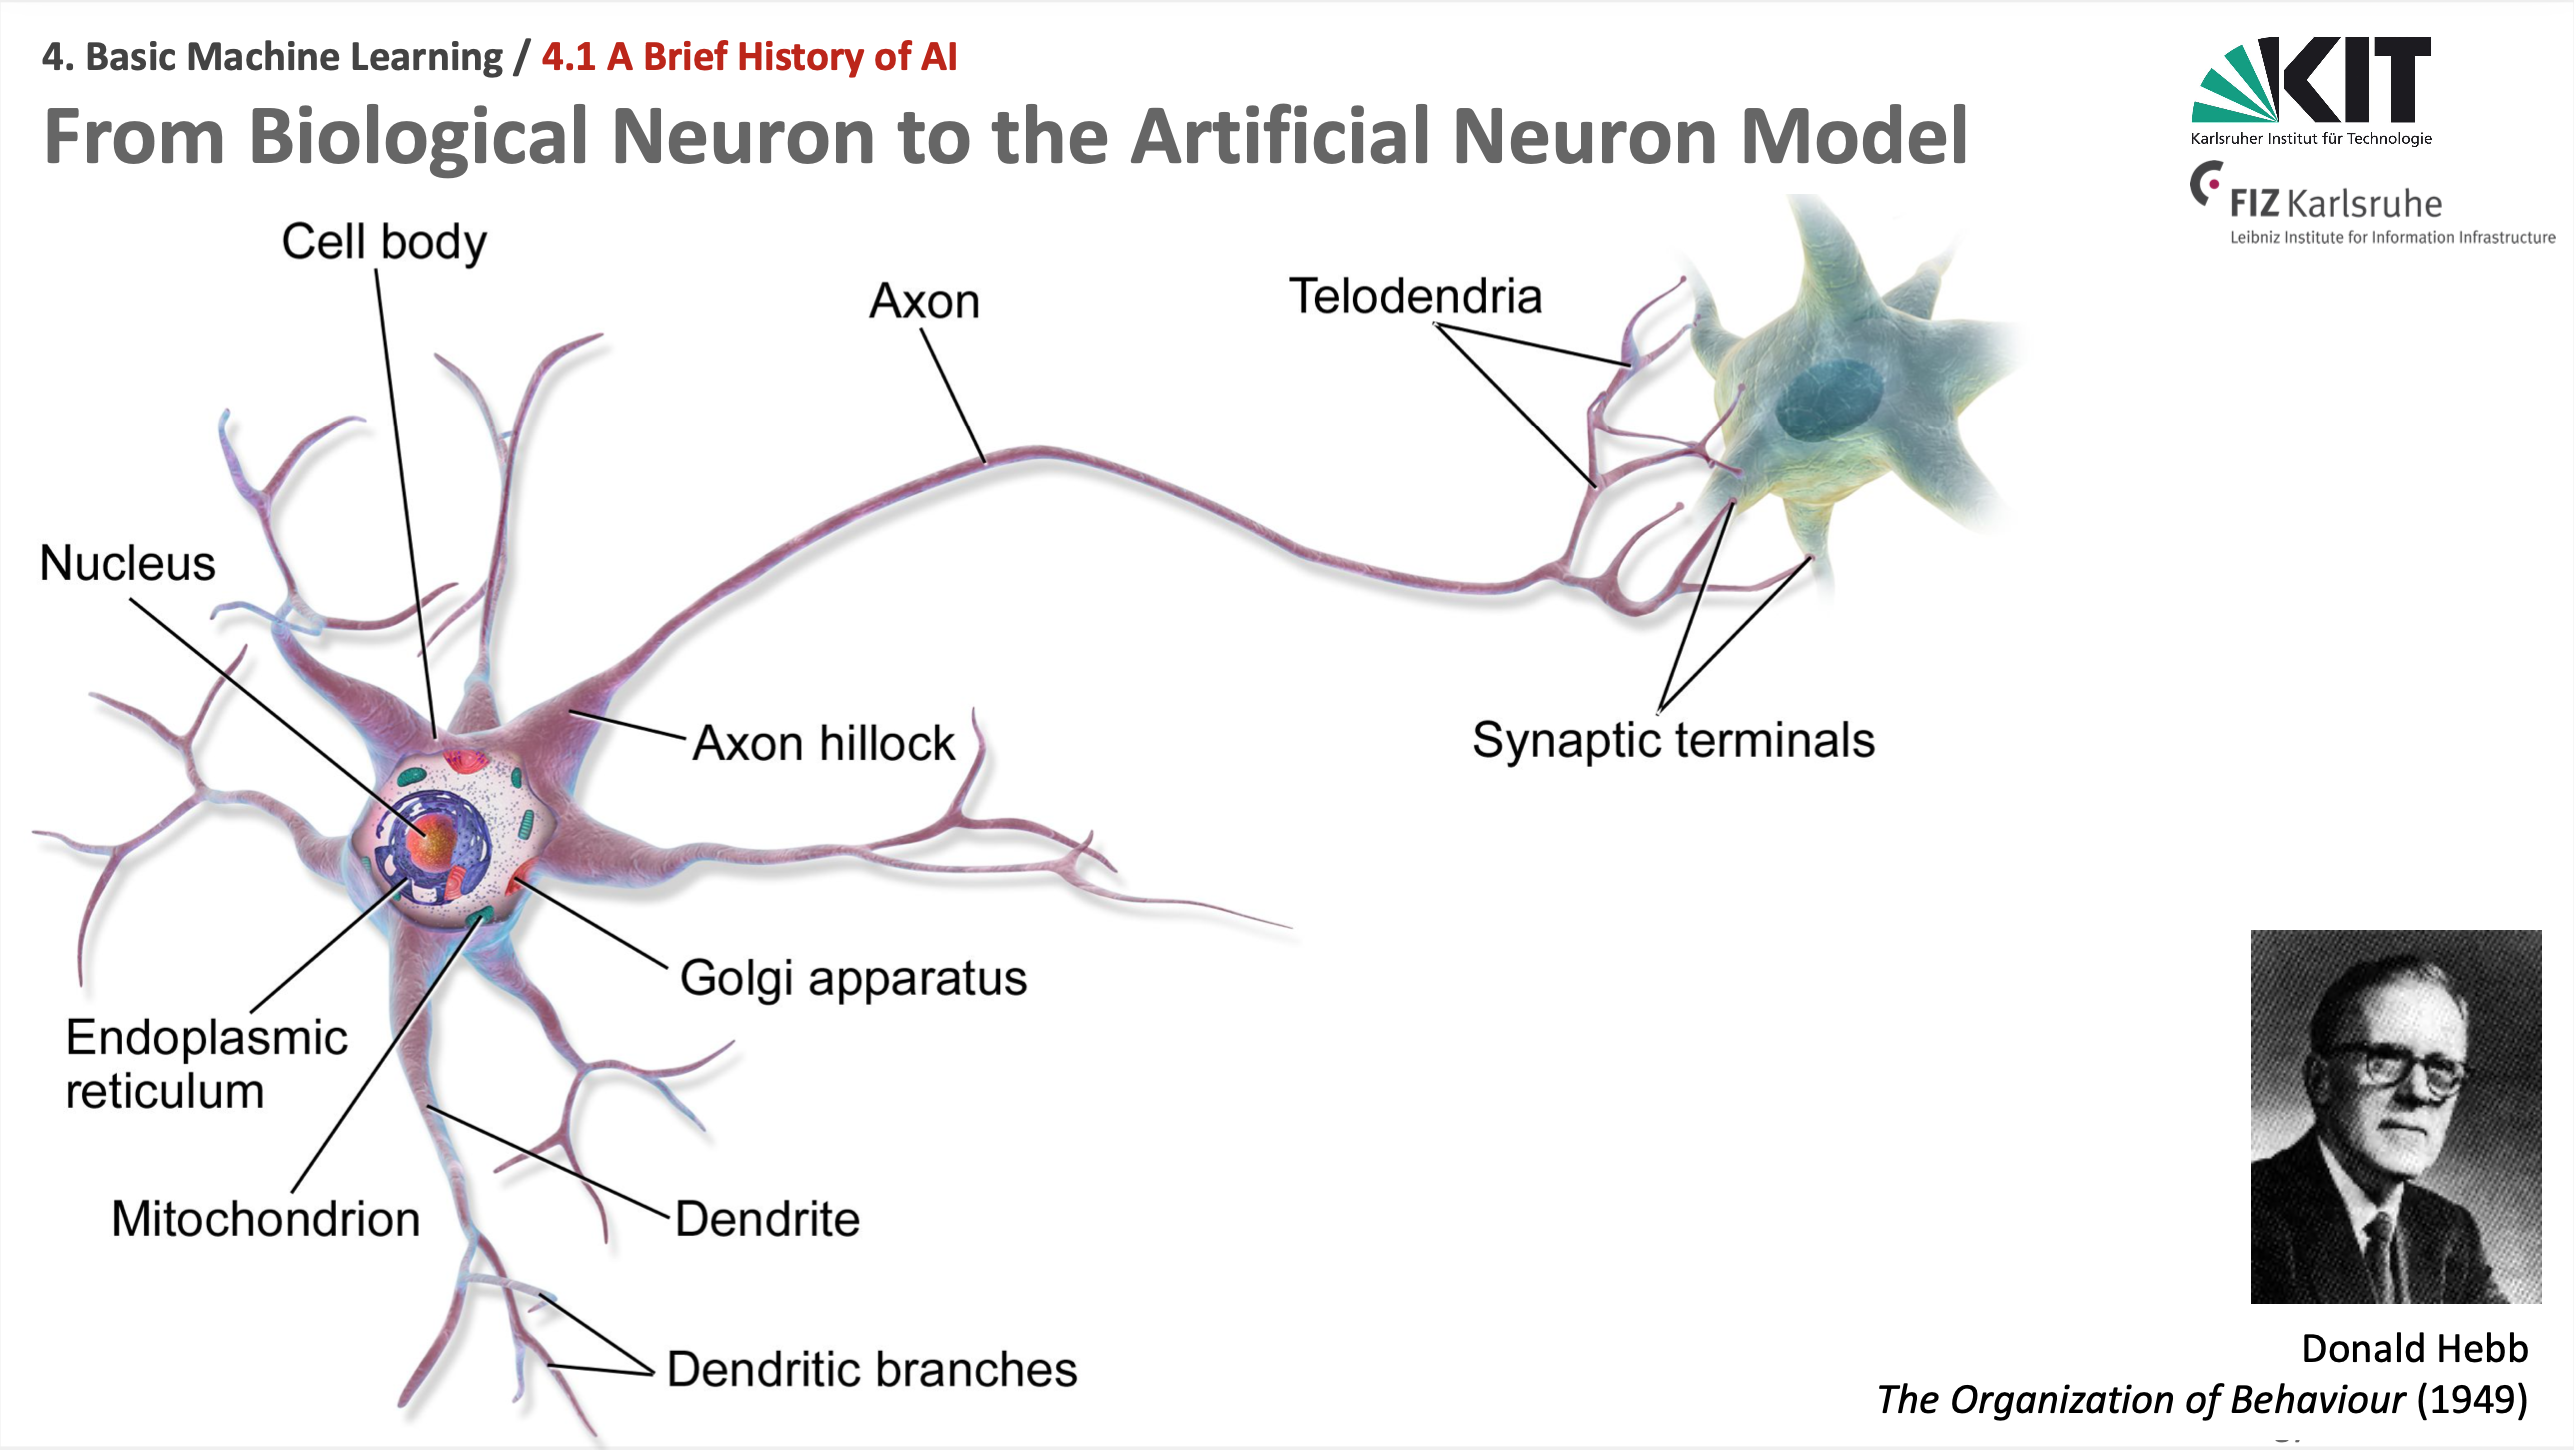 4. Basic Machine Learning / 4.1 A Brief History of AI
From Biological Neuron to the Artificial Neuron Model
KIT
Karlsruher Institut für Technologie
FIZ Karlsruhe
Leibniz Institute for Information Infrastructure
Cell body
Axon
Telodendria
Nucleus
Axon hillock
Synaptic terminals
Golgi apparatus
Endoplasmic
reticulum
Mitochondrion
Dendrite
Dendritic branches
Donald Hebb
The Organization of Behaviour (1949)